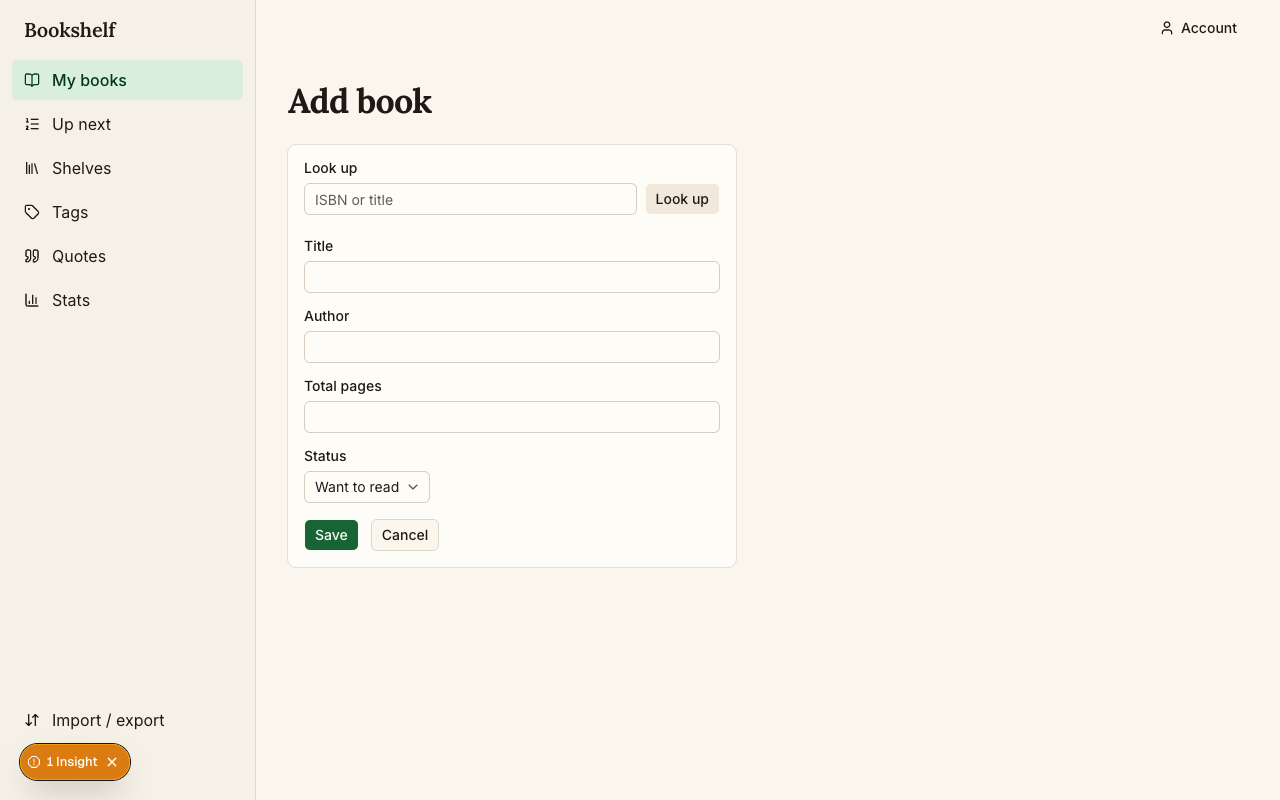 Bookshelf
My books
Up next
Shelves
Tags
Quotes
Stats
Import / export
1 Insight
Account
Add book
Look up
ISBN or title
Look up
Title
Author
Total pages
Status
Want to read
Save
Cancel